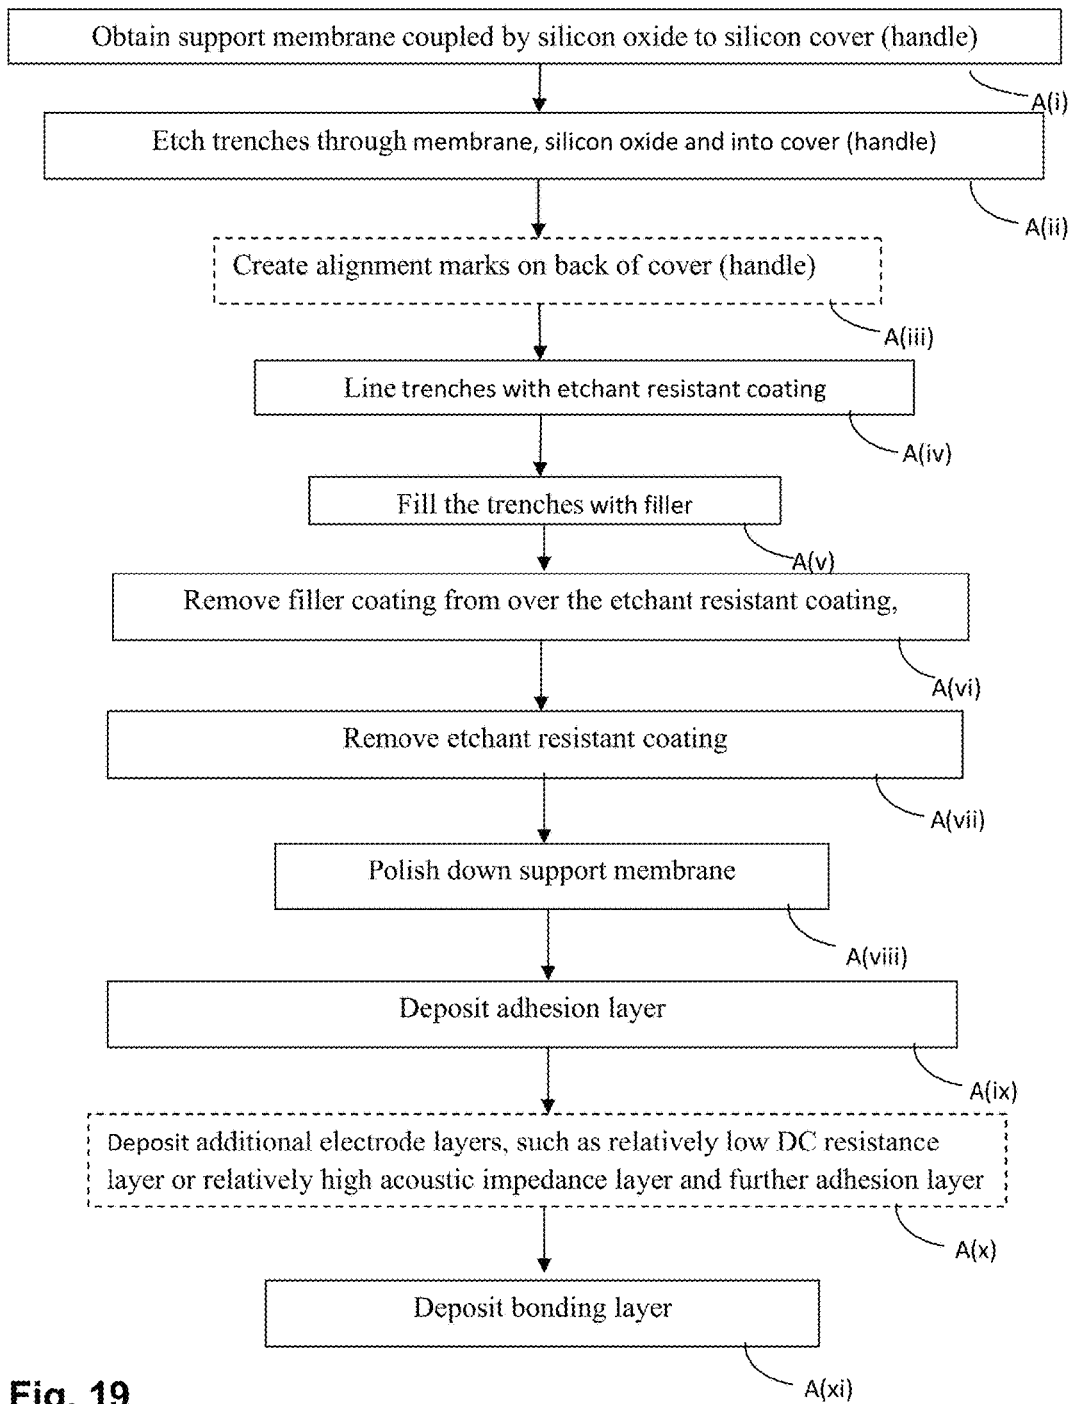 Obtain support membrane coupled by silicon oxide to silicon cover (handle)
A(i)
Etch trenches through membrane, silicon oxide and into cover (handle)
A(ii)
Create alignment marks on back of cover (handle)
A(iii)
Line trenches with etchant resistant coating
A(iv)
Fill the trenches with filler
A(v)
Remove filler coating from over the etchant resistant coating,
A(vi)
Remove etchant resistant coating
A(vii)
Polish down support membrane
A(viii)
Deposit adhesion layer
A(ix)
Deposit additional electrode layers, such as relatively low DC resistance
layer or relatively high acoustic impedance layer and further adhesion layer
A(x)
Deposit bonding layer
A(xi)
Fig. 19